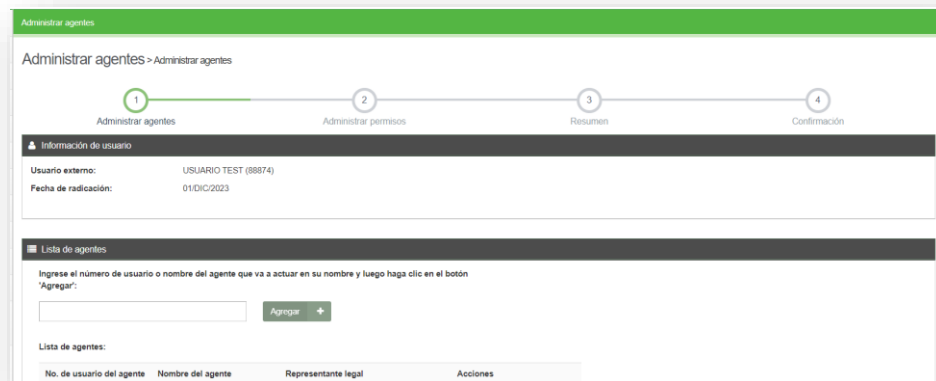 Administrar agentes
Administrar agentes > Administrar agentes
1 2 3 4
Administrar agentes Administrar permisos Resumen Confirmación
Información de usuario
Usuario externo: USUARIO TEST (88874)
Fecha de radicación: 01/DIC/2023
Lista de agentes
Ingrese el número de usuario o nombre del agente que va a actuar en su nombre y luego haga clic en el botón
'Agregar':
Agregar +
Lista de agentes:
No. de usuario del agente Nombre del agente Representante legal Acciones